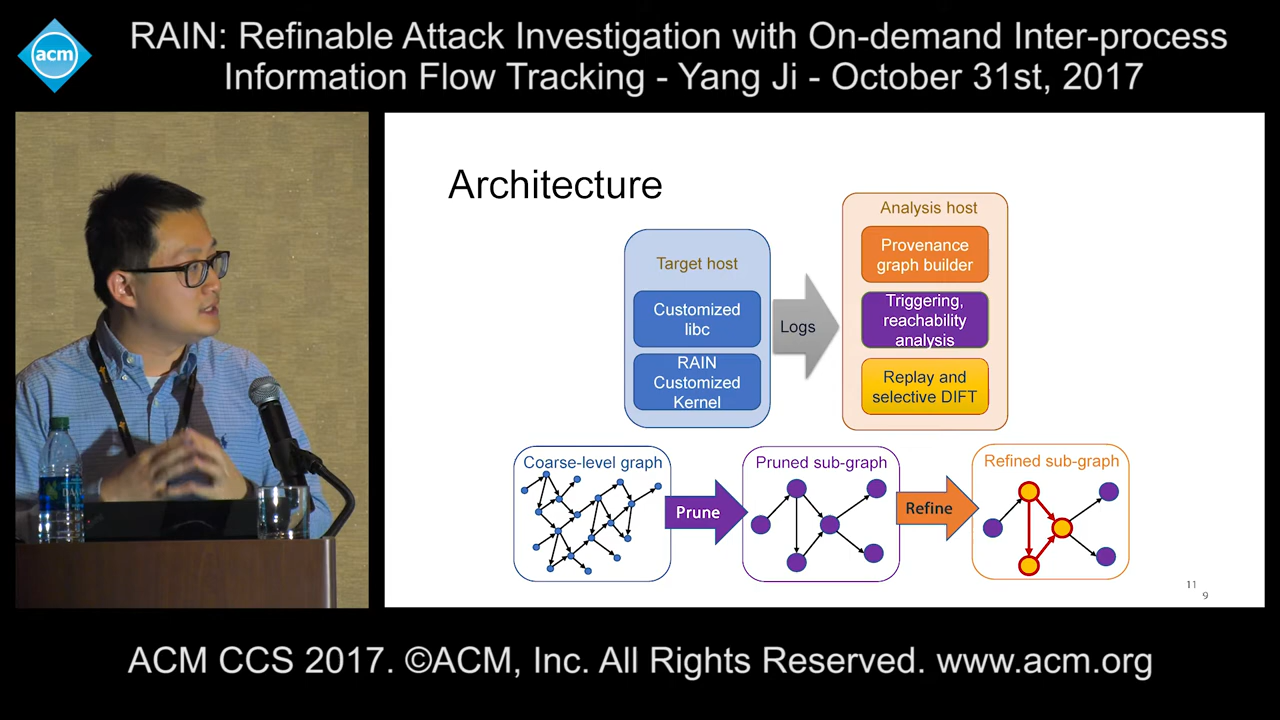 acm
RAIN: Refinable Attack Investigation with On-demand Inter-process
Information Flow Tracking - Yang Ji - October 31st, 2017
Architecture
Target host
Customized
libc
RAIN
Customized
Kernel
Logs
Analysis host
Provenance
graph builder
Triggering,
reachability
analysis
Replay and
selective DIFT
Coarse-level graph
Prune
Pruned sub-graph
Refine
Refined sub-graph
11
9
ACM CCS 2017. ©ACM, Inc. All Rights Reserved. www.acm.org